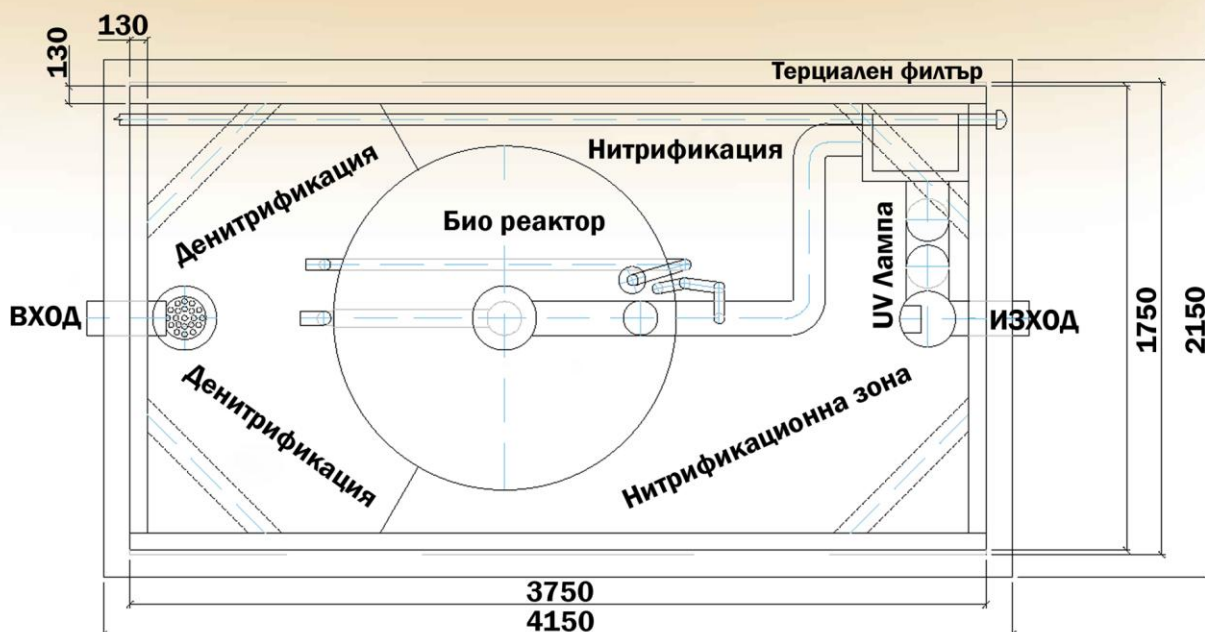 130
130
Терциален филтър
Нитрификация
Денитрификация
Био реактор
UV Лампа
ВХОД
ИЗХОД
1750
2150
Денитрификация
Нитрификационна зона
3750
4150